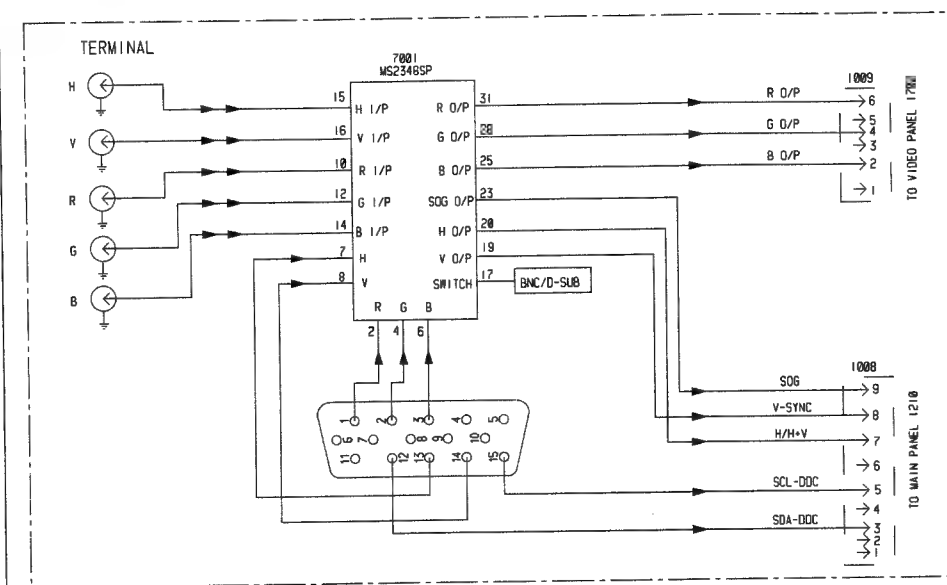 TERMINAL
7001
MS2348SP
1009
H
15
H I/P
R O/P
31
R O/P
6
5
V
16
V I/P
G O/P
28
G O/P
4
3
R
10
R I/P
B O/P
25
B O/P
2
1
TO VIDEO PANEL
12
G I/P
SOG O/P
23
G
14
B I/P
H O/P
20
7
H
V O/P
19
B
8
V
SWITCH
17
BNC/D-SUB
R G B
2 4 6
1008
SOG
9
V-SYNC
8
H/H+V
7
6
SCL-DDC
5
4
SDA-DDC
3
2
1
TO MAIN PANEL 1210
1 2 3 4 5
6 7 8 9 10
11 12 13 14 15